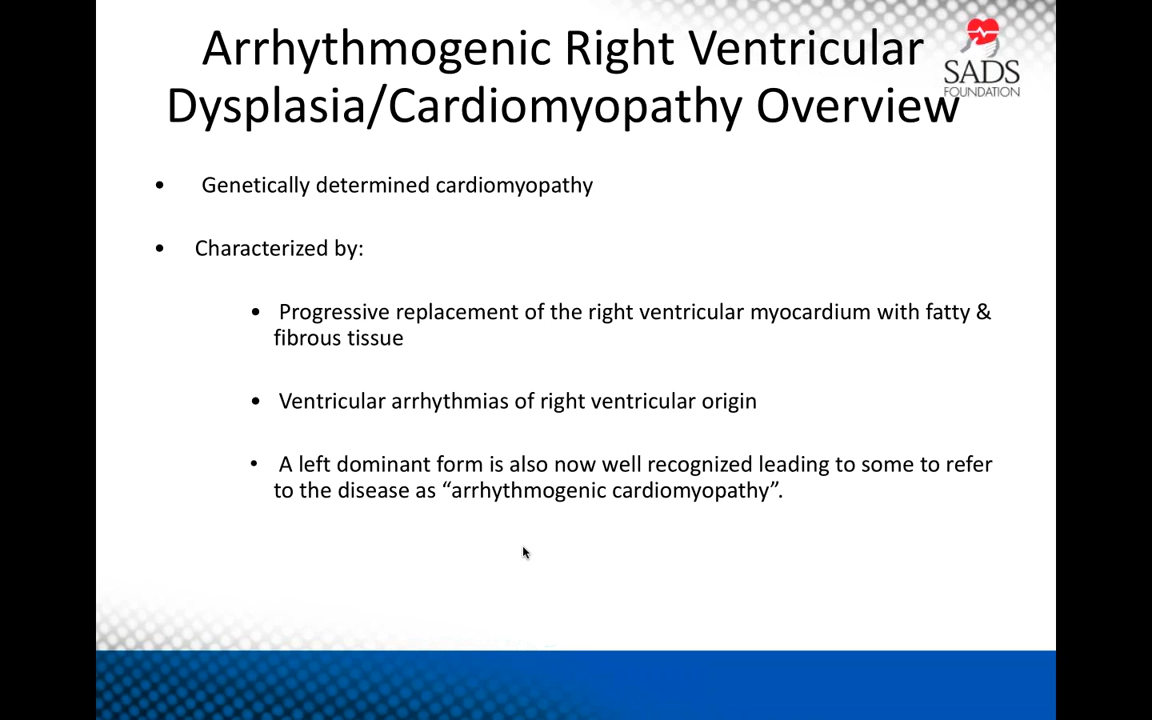 Arrhythmogenic Right Ventricular
Dysplasia/Cardiomyopathy Overview
SADS
FOUNDATION
• Genetically determined cardiomyopathy
• Characterized by:
• Progressive replacement of the right ventricular myocardium with fatty &
fibrous tissue
• Ventricular arrhythmias of right ventricular origin
• A left dominant form is also now well recognized leading to some to refer
to the disease as “arrhythmogenic cardiomyopathy”.